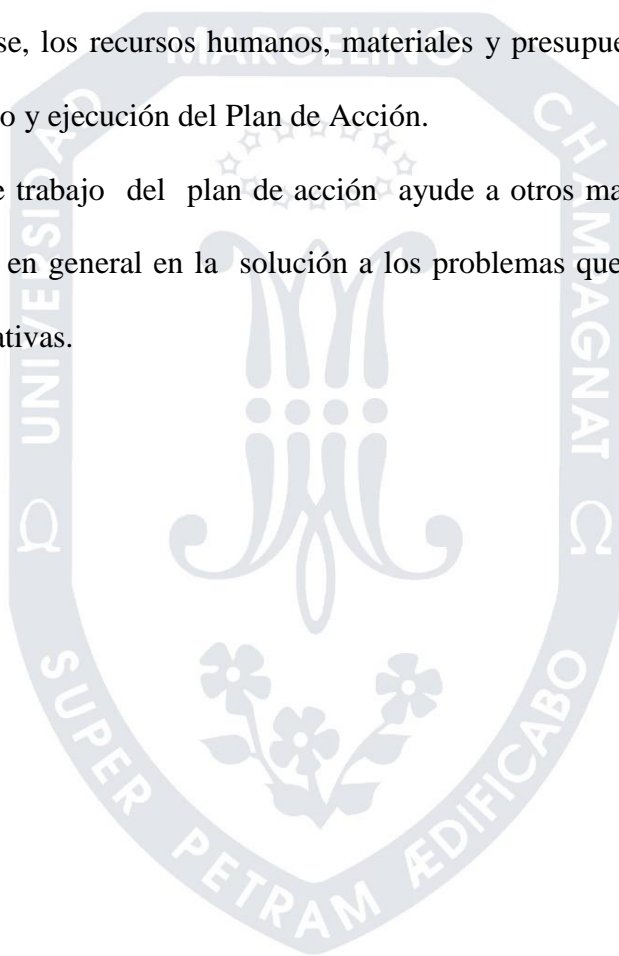 se, los recursos humanos, materiales y presupue
o y ejecución del Plan de Acción.
e trabajo del plan de acción ayude a otros ma
en general en la solución a los problemas que
ativas.
UNIVERSIDAD MARCELINO CHAMPAGNAT
Ω Ω
SUPER PETRAM ÆDIFICABO